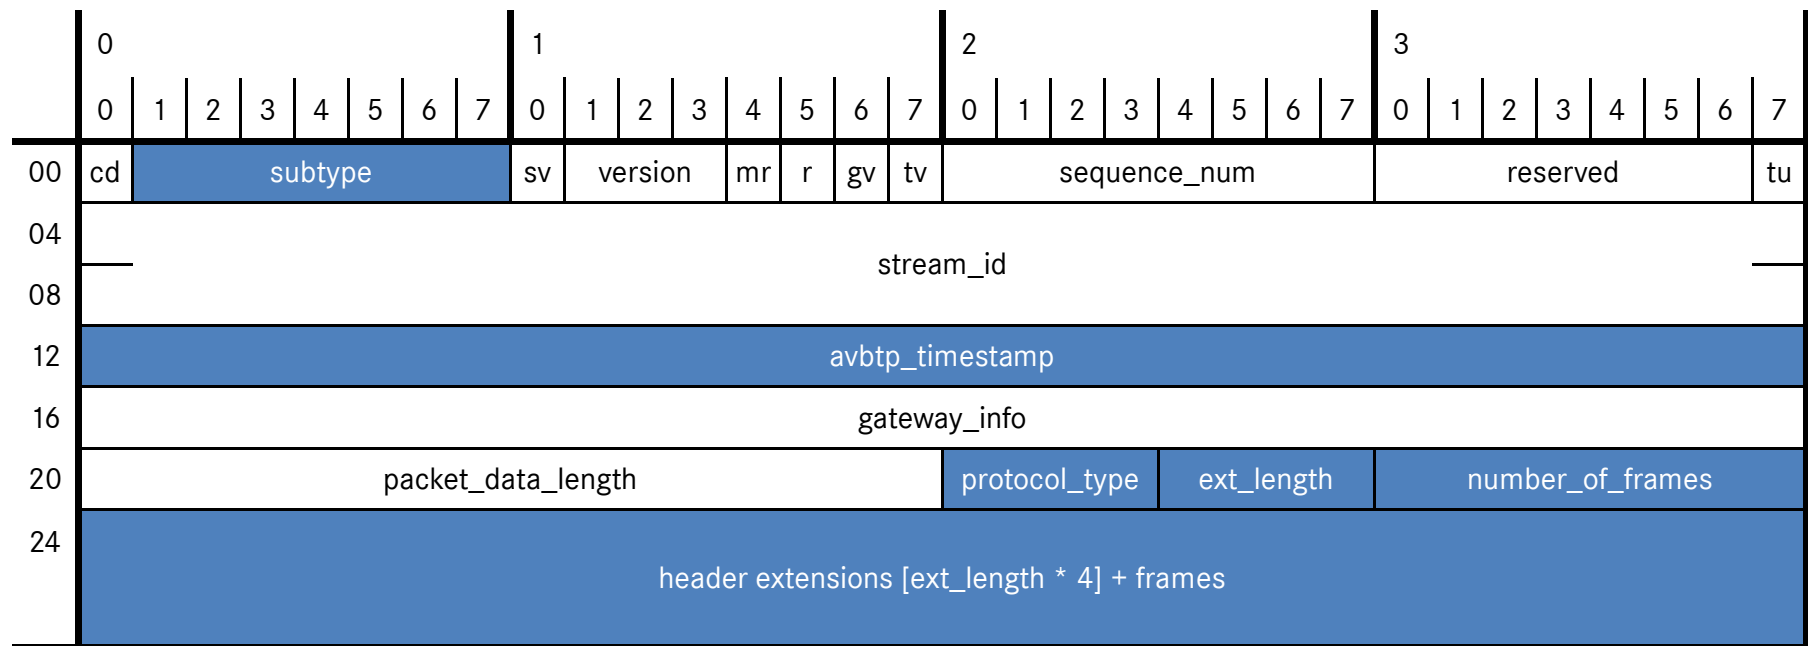 0 1 2 3
0 1 2 3 4 5 6 7 0 1 2 3 4 5 6 7 0 1 2 3 4 5 6 7 0 1 2 3 4 5 6 7
00 cd subtype sv version mr r gv tv sequence_num reserved tu
04
stream_id
08
12 avbtp_timestamp
16 gateway_info
20 packet_data_length protocol_type ext_length number_of_frames
24
header extensions [ext_length * 4] + frames